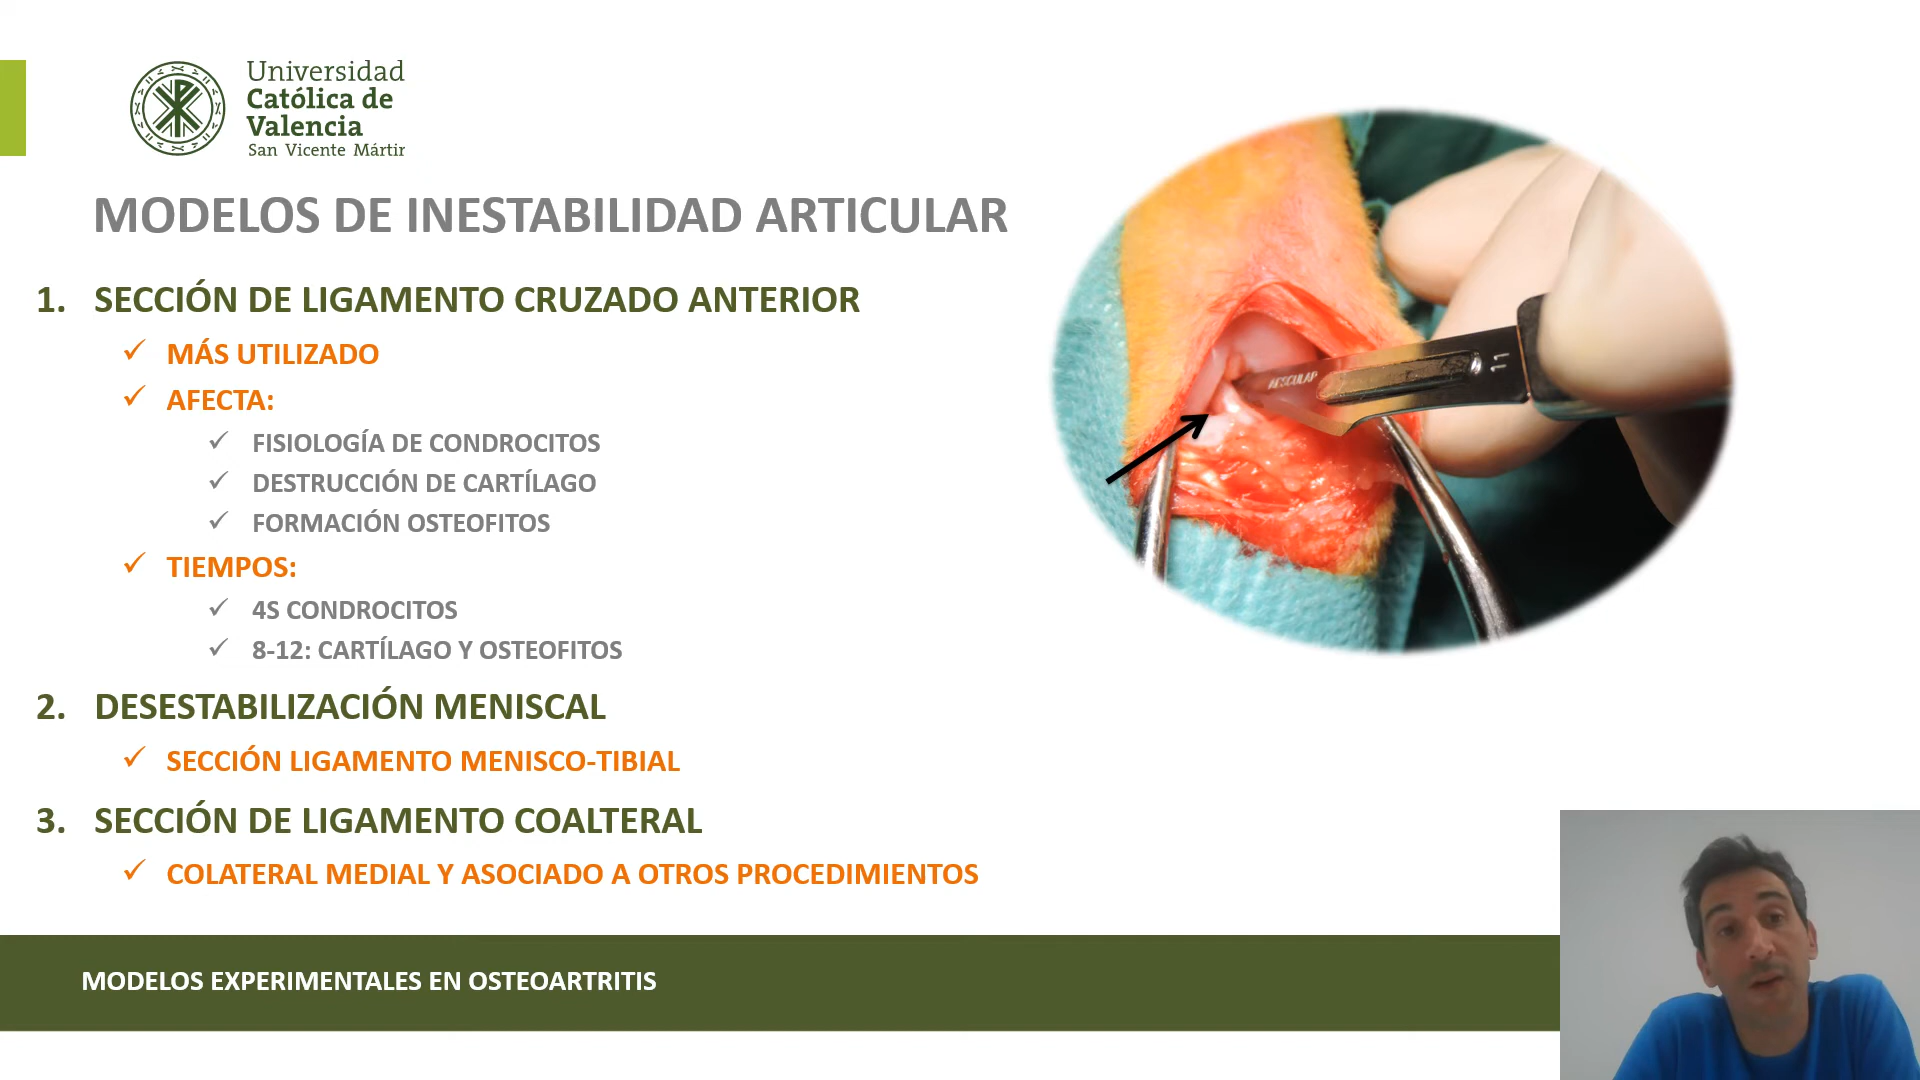 Universidad
Católica de
Valencia
San Vicente Mártir
MODELOS DE INESTABILIDAD ARTICULAR
1. SECCIÓN DE LIGAMENTO CRUZADO ANTERIOR
✓ MÁS UTILIZADO
✓ AFECTA:
✓ FISIOLOGÍA DE CONDROCITOS
✓ DESTRUCCIÓN DE CARTÍLAGO
✓ FORMACIÓN OSTEOFITOS
✓ TIEMPOS:
✓ 4S CONDROCITOS
✓ 8-12: CARTÍLAGO Y OSTEOFITOS
2. DESESTABILIZACIÓN MENISCAL
✓ SECCIÓN LIGAMENTO MENISCO-TIBIAL
3. SECCIÓN DE LIGAMENTO COALTERAL
✓ COLATERAL MEDIAL Y ASOCIADO A OTROS PROCEDIMIENTOS
AESCULAP
11
MODELOS EXPERIMENTALES EN OSTEOARTRITIS